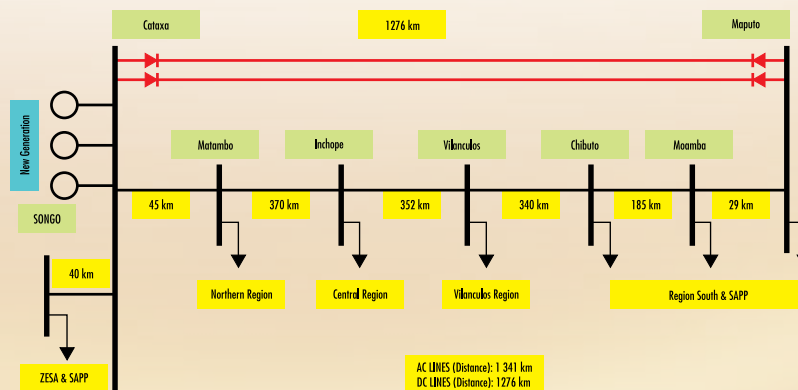 Cataxa
1276 km
Maputo
New Generation
Matambo
Inchope
Vilanculos
Chibuto
Moamba
45 km
370 km
352 km
340 km
185 km
29 km
SONGO
40 km
Northern Region
Central Region
Vilanculos Region
Region South & SAPP
ZESA & SAPP
AC LINES (Distance): 1 341 km
DC LINES (Distance): 1276 km